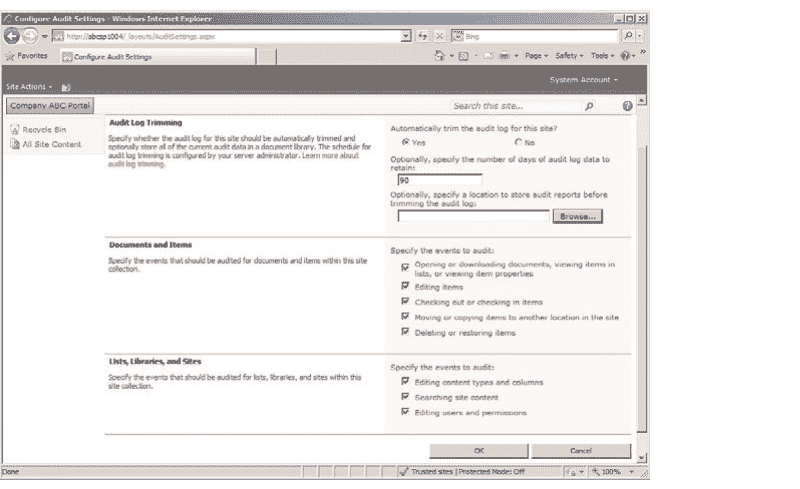 Configure Audit Settings - Windows Internet Explorer
http://abcsp1004/_layouts/AuditSettings.aspx
Bing
Favorites
Configure Audit Settings
Page
Safety
Tools
System Account
Site Actions
Company ABC Portal
Search this site...
Recycle Bin
All Site Content
Audit Log Trimming
Specify whether the audit log for this site should be automatically trimmed and
optionally store all of the current audit data in a document library. The schedule for
audit log trimming is configured by your server administrator. Learn more about
audit log trimming.
Automatically trim the audit log for this site?
Yes
No
Optionally, specify the number of days of audit log data to
retain:
90
Optionally, specify a location to store audit reports before
trimming the audit log:
Browse...
Documents and Items
Specify the events that should be audited for documents and items within this site
collection.
Specify the events to audit:
Opening or downloading documents, viewing items in
lists, or viewing item properties
Editing items
Checking out or checking in items
Moving or copying items to another location in the site
Deleting or restoring items
Lists, Libraries, and Sites
Specify the events that should be audited for lists, libraries, and sites within this
site collection.
Specify the events to audit:
Editing content types and columns
Searching site content
Editing users and permissions
OK
Cancel
Done
Trusted sites | Protected Mode: Off
100%